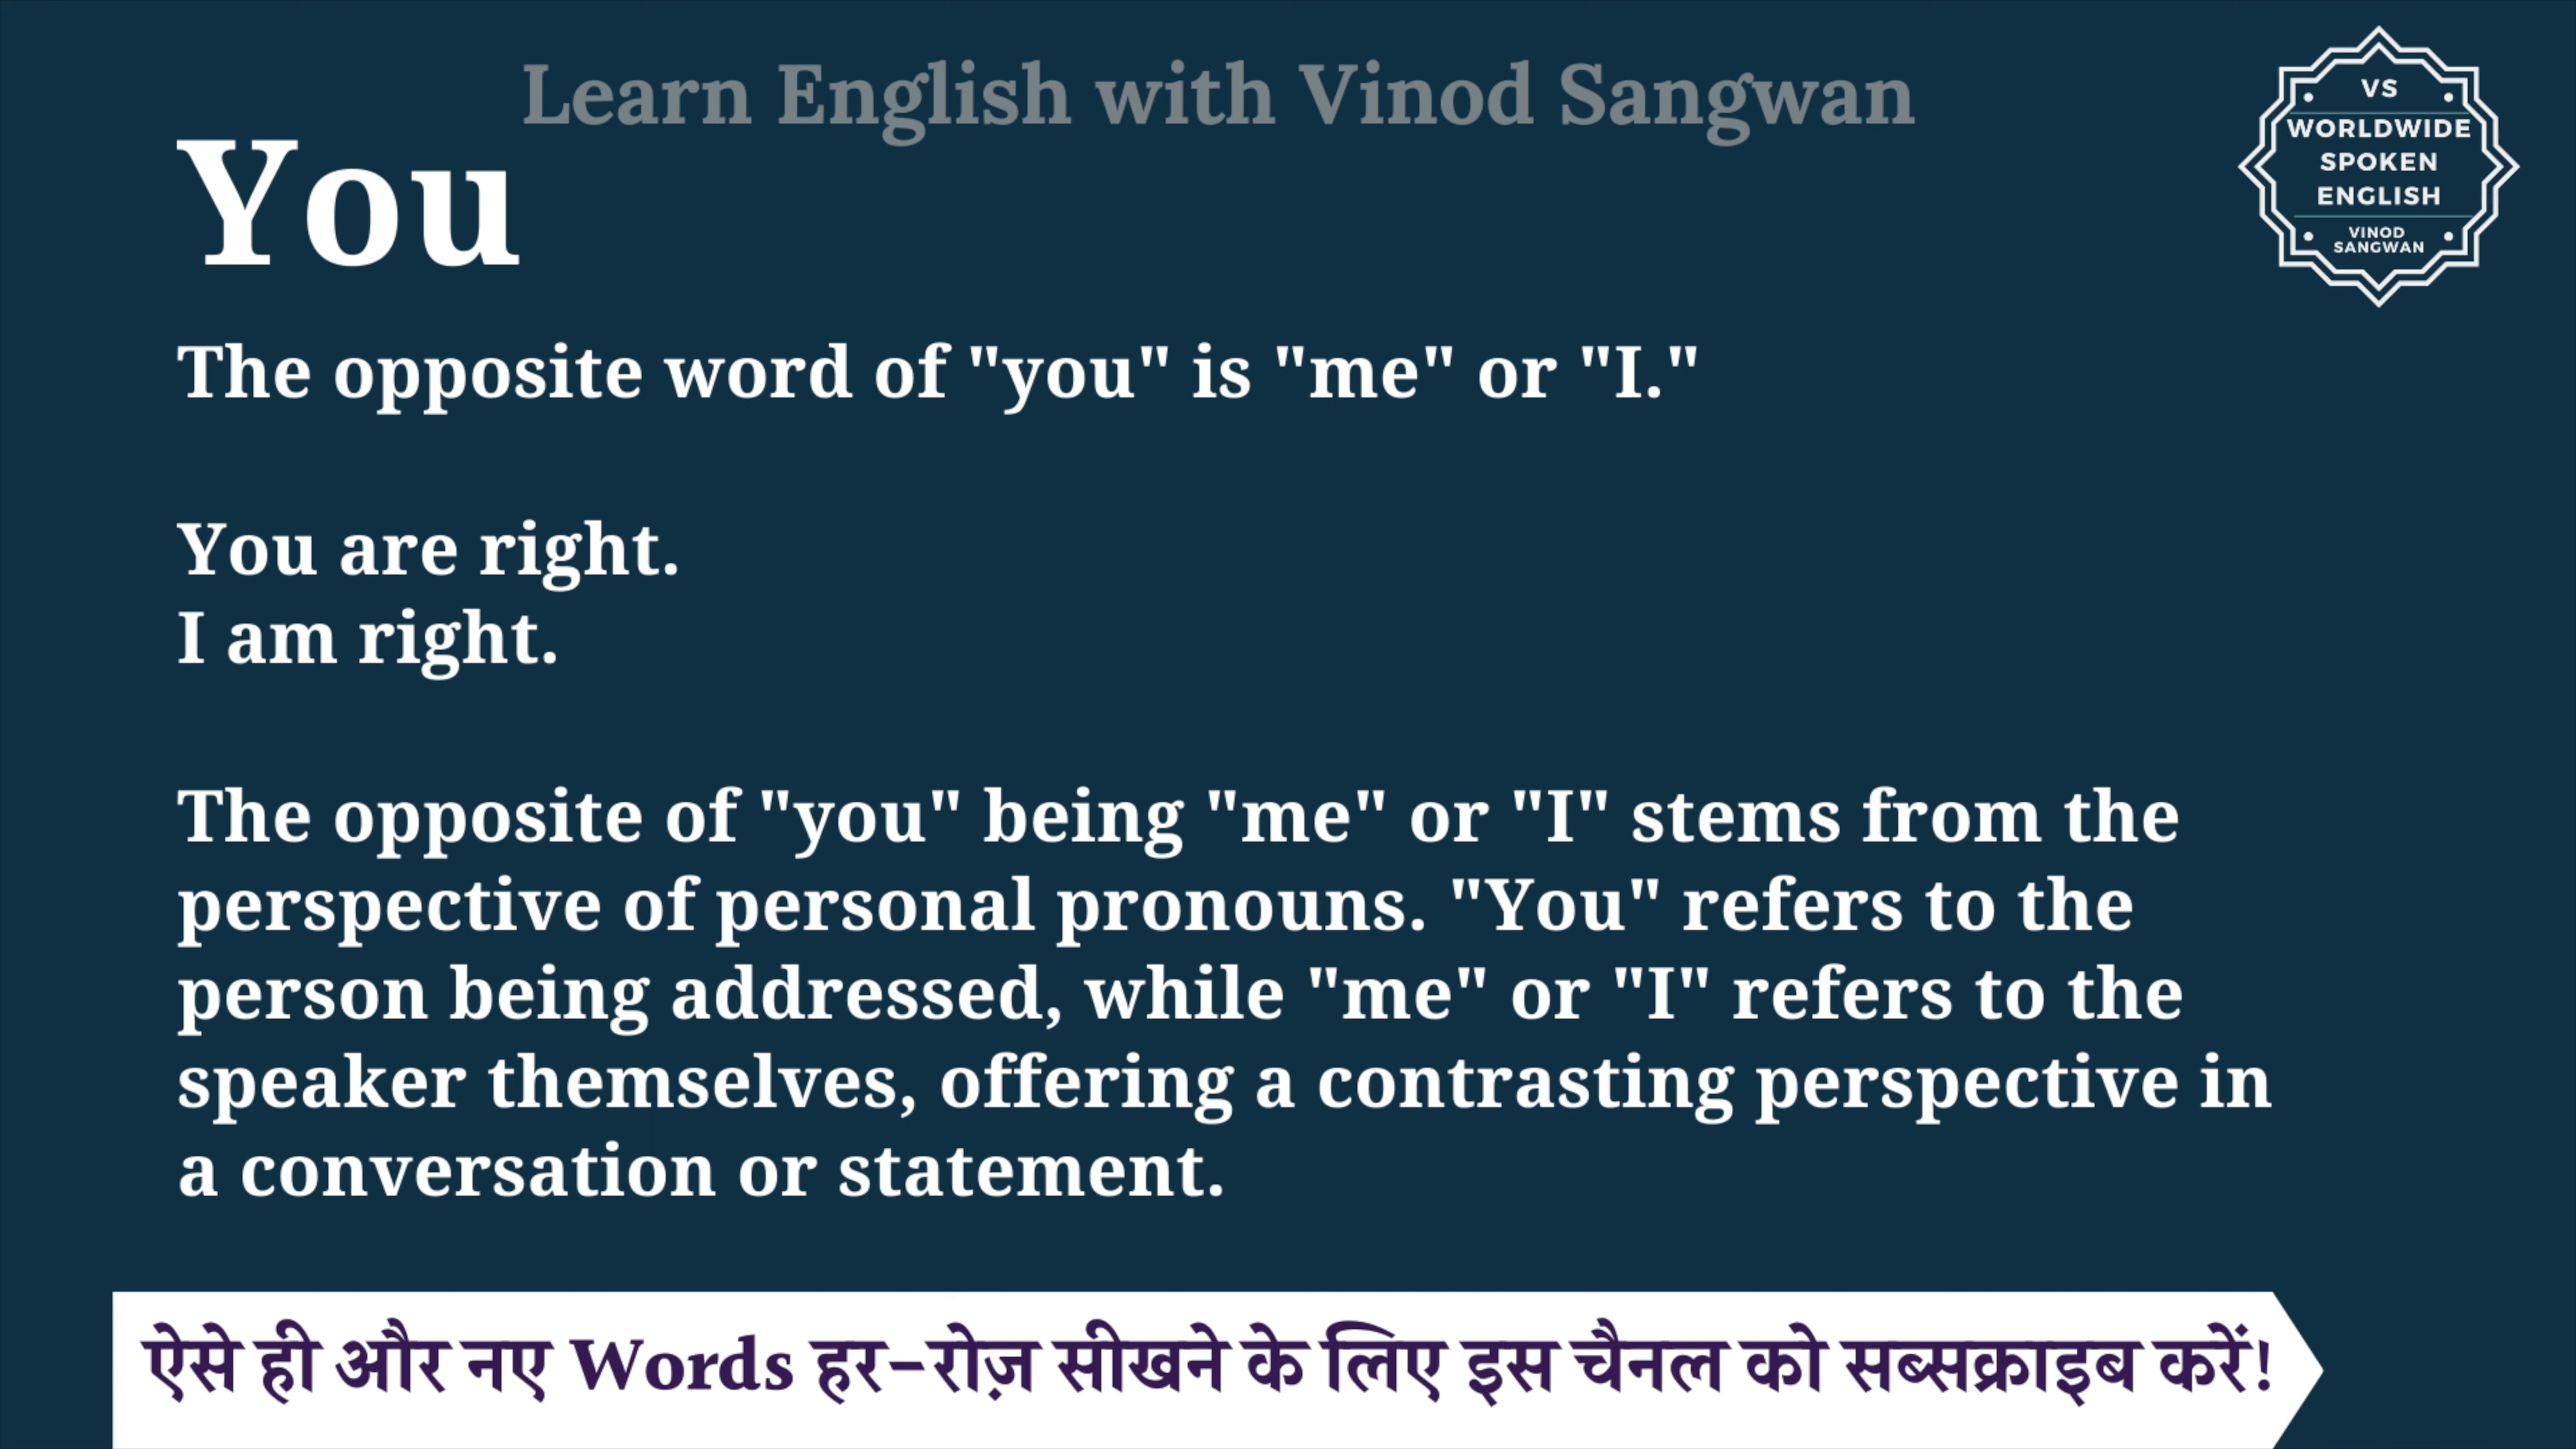 Learn English with Vinod Sangwan
VS
WORLDWIDE
SPOKEN
ENGLISH
VINOD
SANGWAN
You
The opposite word of "you" is "me" or "I."
You are right.
I am right.
The opposite of "you" being "me" or "I" stems from the
perspective of personal pronouns. "You" refers to the
person being addressed, while "me" or "I" refers to the
speaker themselves, offering a contrasting perspective in
a conversation or statement.
ऐसे ही और नए Words हर-रोज़ सीखने के लिए इस चैनल को सब्सक्राइब करें!